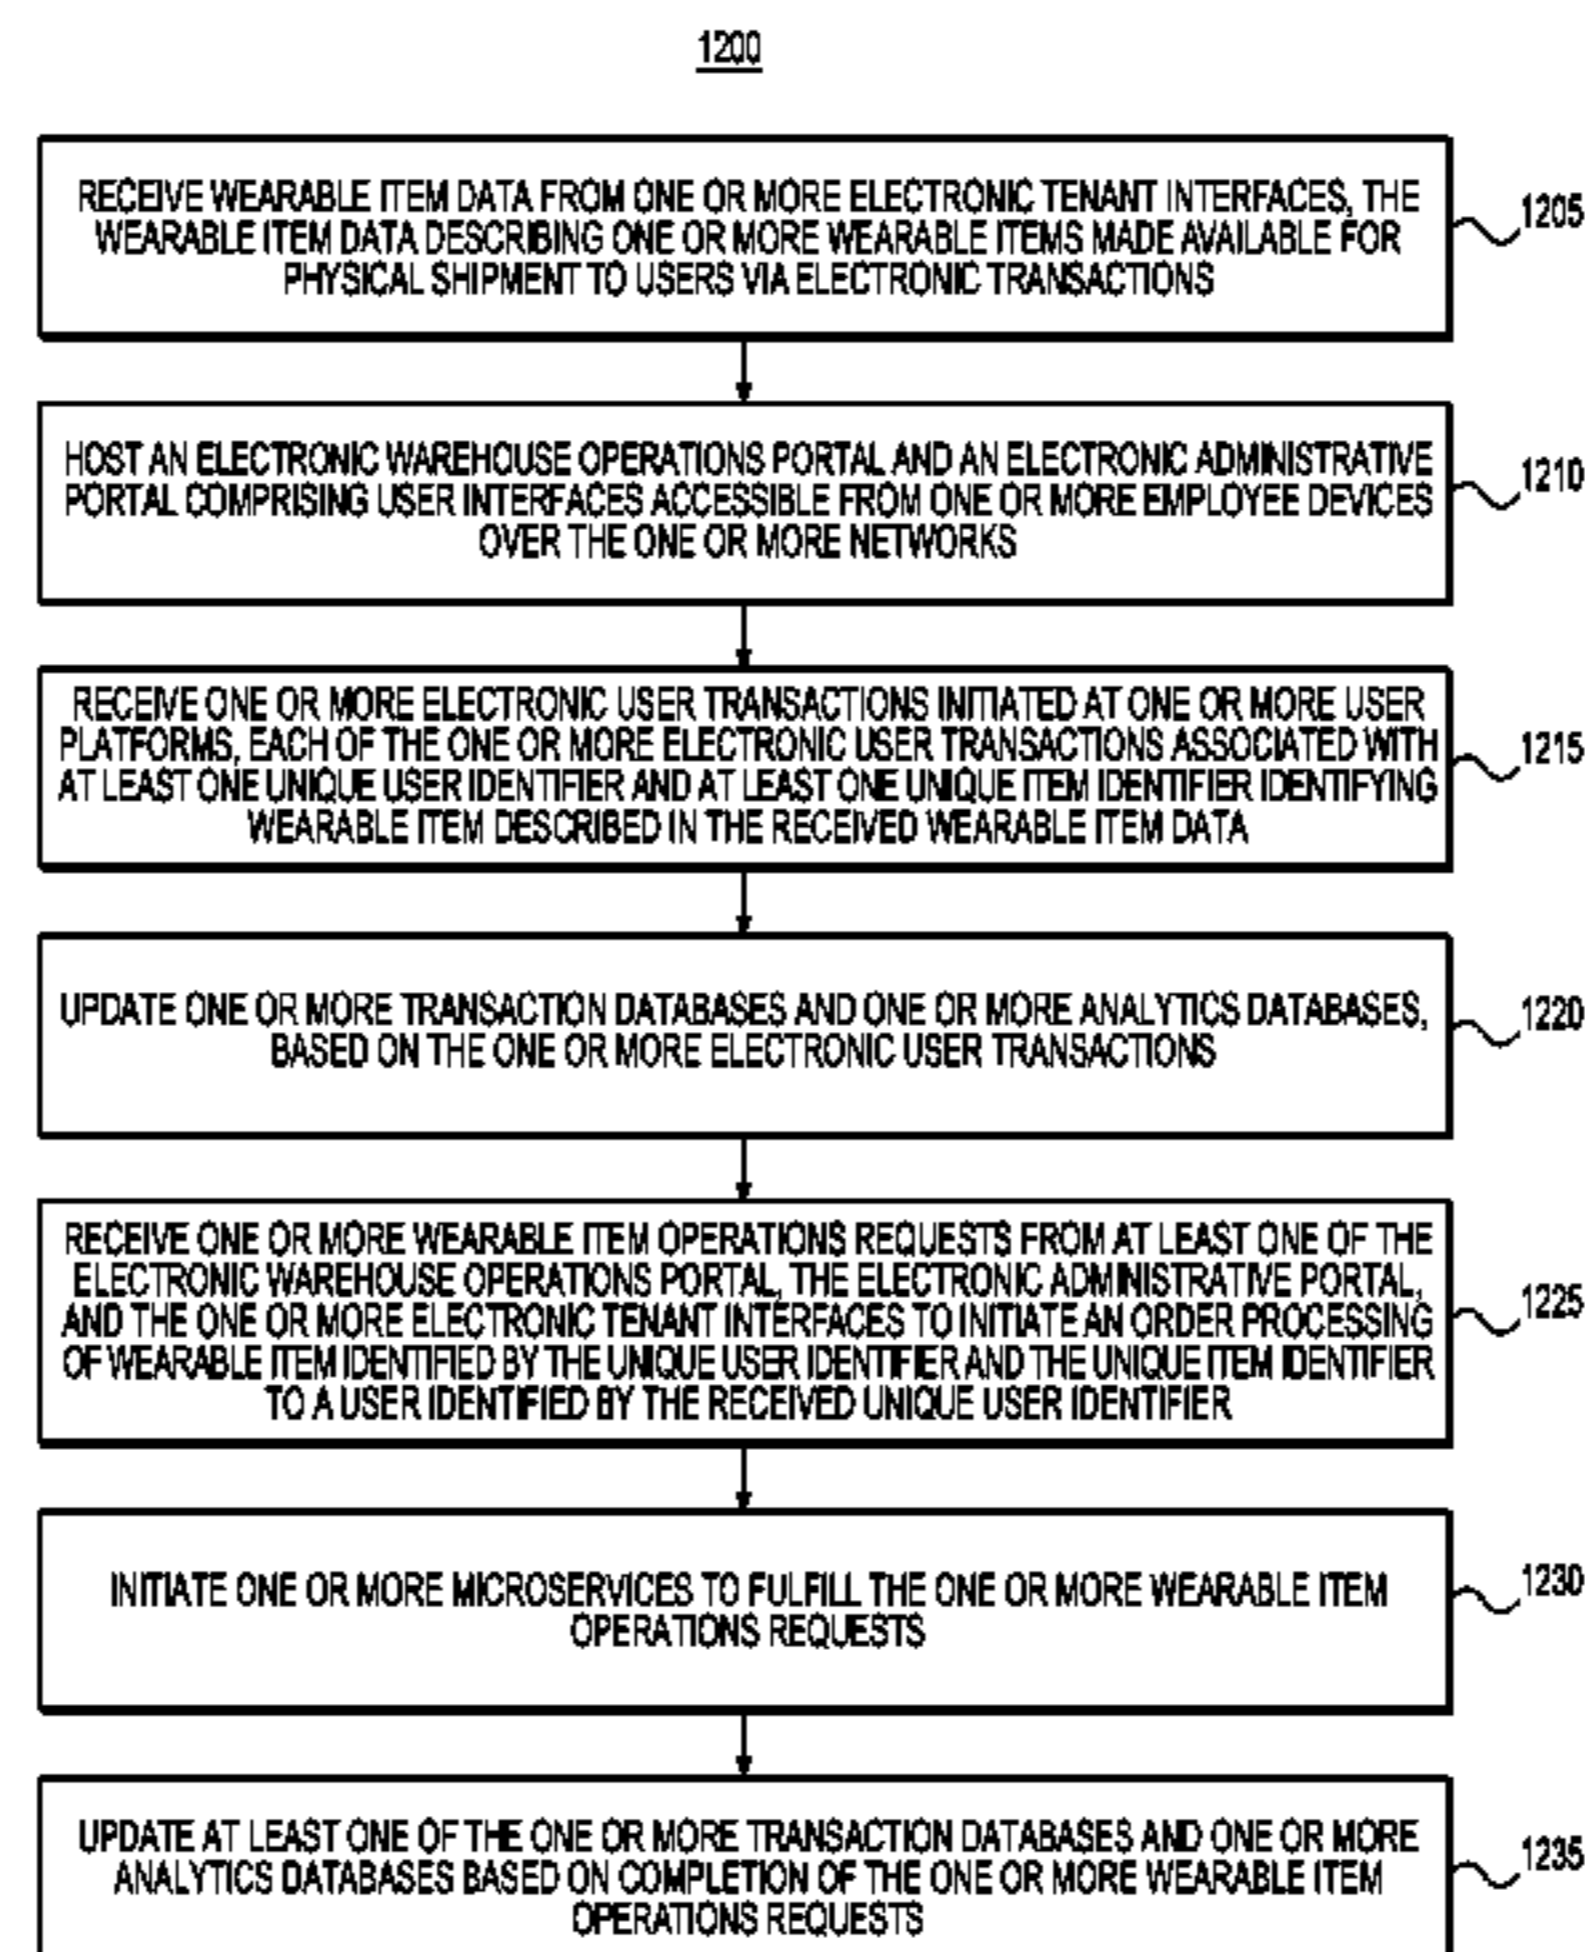 1200
RECEIVE WEARABLE ITEM DATA FROM ONE OR MORE ELECTRONIC TENANT INTERFACES, THE
WEARABLE ITEM DATA DESCRIBING ONE OR MORE WEARABLE ITEMS MADE AVAILABLE FOR
PHYSICAL SHIPMENT TO USERS VIA ELECTRONIC TRANSACTIONS
1205
HOST AN ELECTRONIC WAREHOUSE OPERATIONS PORTAL AND AN ELECTRONIC ADMINISTRATIVE
PORTAL COMPRISING USER INTERFACES ACCESSIBLE FROM ONE OR MORE EMPLOYEE DEVICES
OVER THE ONE OR MORE NETWORKS
1210
RECEIVE ONE OR MORE ELECTRONIC USER TRANSACTIONS INITIATED AT ONE OR MORE USER
PLATFORMS, EACH OF THE ONE OR MORE ELECTRONIC USER TRANSACTIONS ASSOCIATED WITH
AT LEAST ONE UNIQUE USER IDENTIFIER AND AT LEAST ONE UNIQUE ITEM IDENTIFIER IDENTIFYING
WEARABLE ITEM DESCRIBED IN THE RECEIVED WEARABLE ITEM DATA
1215
UPDATE ONE OR MORE TRANSACTION DATABASES AND ONE OR MORE ANALYTICS DATABASES,
BASED ON THE ONE OR MORE ELECTRONIC USER TRANSACTIONS
1220
RECEIVE ONE OR MORE WEARABLE ITEM OPERATIONS REQUESTS FROM AT LEAST ONE OF THE
ELECTRONIC WAREHOUSE OPERATIONS PORTAL, THE ELECTRONIC ADMINISTRATIVE PORTAL,
AND THE ONE OR MORE ELECTRONIC TENANT INTERFACES TO INITIATE AN ORDER PROCESSING
OF WEARABLE ITEM IDENTIFIED BY THE UNIQUE USER IDENTIFIER AND THE UNIQUE ITEM IDENTIFIER
TO A USER IDENTIFIED BY THE RECEIVED UNIQUE USER IDENTIFIER
1225
INITIATE ONE OR MORE MICROSERVICES TO FULFILL THE ONE OR MORE WEARABLE ITEM
OPERATIONS REQUESTS
1230
UPDATE AT LEAST ONE OF THE ONE OR MORE TRANSACTION DATABASES AND ONE OR MORE
ANALYTICS DATABASES BASED ON COMPLETION OF THE ONE OR MORE WEARABLE ITEM
OPERATIONS REQUESTS
1235